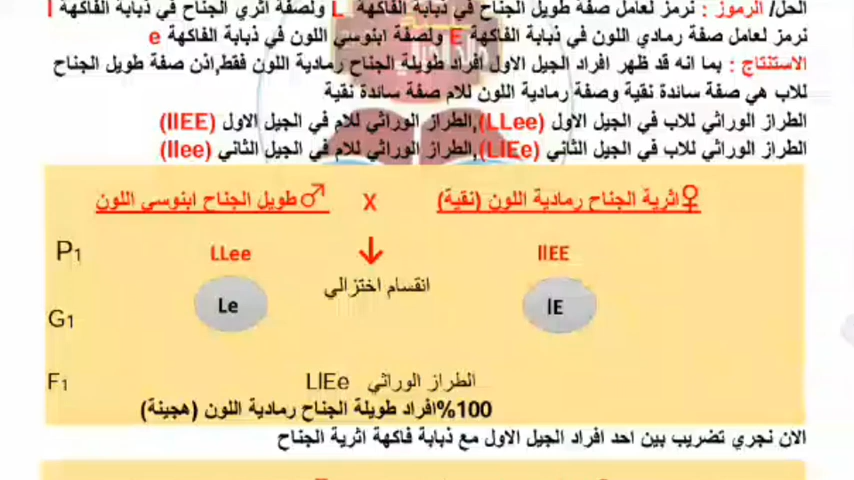 الحل/ الرموز : نرمز لعامل صفة طويل الجناح في ذبابة الفاكهة L ولصفة اثري الجناح في ذبابة الفاكهة l
نرمز لعامل صفة رمادي اللون في ذبابة الفاكهة E ولصفة ابنوسي اللون في ذبابة الفاكهة e
الاستنتاج : بما انه قد ظهر افراد الجيل الاول افراد طويلة الجناح رمادية اللون فقط,اذن صفة طويل الجناح
للاب هي صفة سائدة نقية وصفة رمادية اللون للام صفة سائدة نقية
الطراز الوراثي للاب في الجيل الاول (LLee),الطراز الوراثي للام في الجيل الاول (llEE)
الطراز الوراثي للاب في الجيل الثاني (LlEe),الطراز الوراثي للام في الجيل الثاني (llee)
♀اثرية الجناح رمادية اللون (نقية) X ♂طويل الجناح ابنوسي اللون
P1 LLee ↓ llEE
انقسام اختزالي
G1 Le lE
F1 الطراز الوراثي LlEe
100%افراد طويلة الجناح رمادية اللون (هجينة)
الان نجري تضريب بين احد افراد الجيل الاول مع ذبابة فاكهة اثرية الجناح